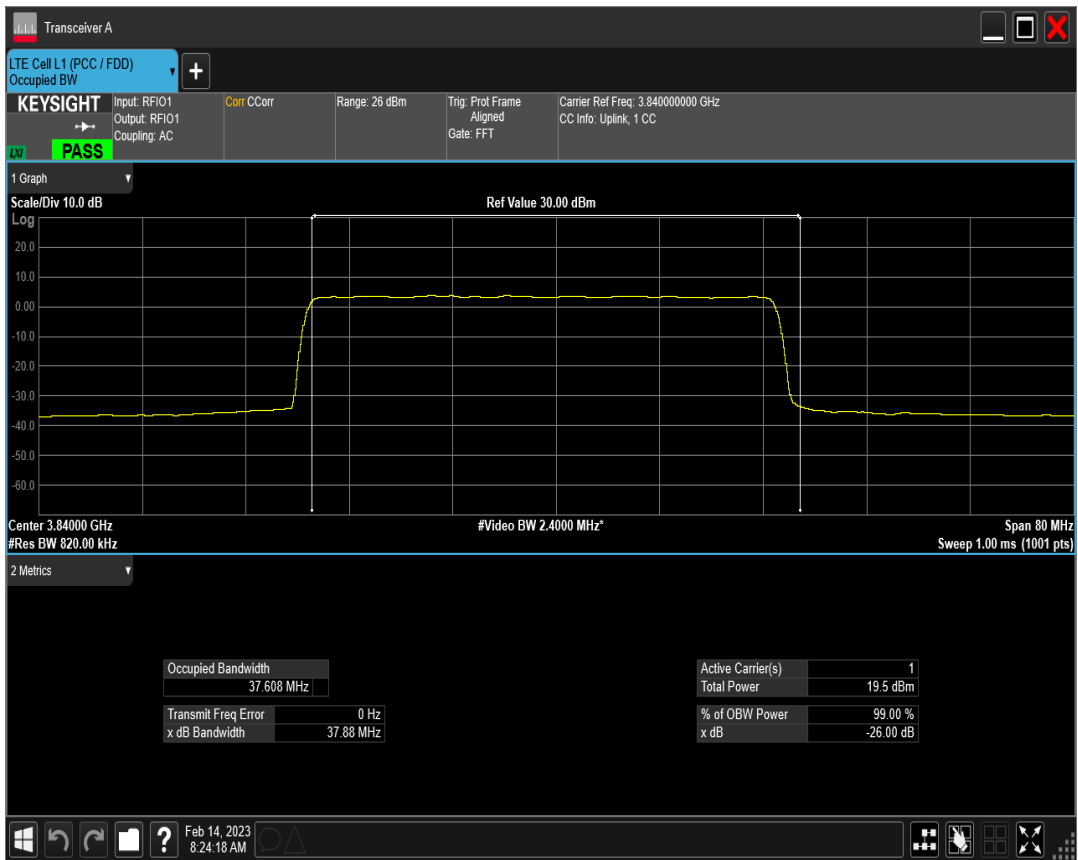 Transceiver A
LTE Cell L1 (PCC / FDD)
Occupied BW
KEYSIGHT
LXI
PASS
Input: RFIO1
Output: RFIO1
Coupling: AC
Corr CCorr
Range: 26 dBm
Trig: Prot Frame
Aligned
Gate: FFT
Carrier Ref Freq: 3.840000000 GHz
CC Info: Uplink, 1 CC
1 Graph
Scale/Div 10.0 dB
Ref Value 30.00 dBm
Log
20.0
10.0
0.00
-10.0
-20.0
-30.0
-40.0
-50.0
-60.0
Center 3.84000 GHz
#Video BW 2.4000 MHz*
Span 80 MHz
#Res BW 820.00 kHz
Sweep 1.00 ms (1001 pts)
2 Metrics
Occupied Bandwidth
37.608 MHz
Transmit Freq Error 0 Hz
x dB Bandwidth 37.88 MHz
Active Carrier(s) 1
Total Power 19.5 dBm
% of OBW Power 99.00 %
x dB -26.00 dB
Feb 14, 2023
8:24:18 AM